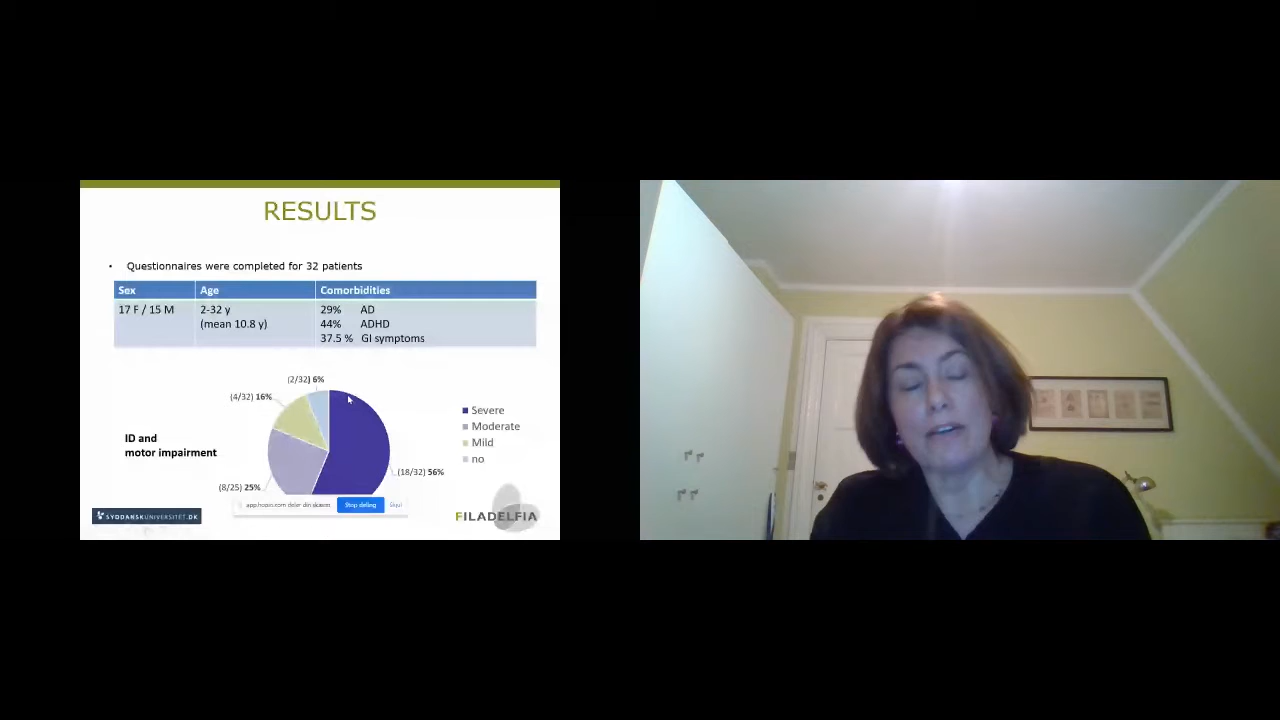 RESULTS
• Questionnaires were completed for 32 patients
Sex Age Comorbidities
17 F / 15 M 2-32 y 29% AD
(mean 10.8 y) 44% ADHD
37.5 % GI symptoms
(2/32) 6%
(4/32) 16%
Severe
Moderate
ID and
Mild
motor impairment
no
(18/32) 56%
(8/25) 25%
Stop deling
SYDDANSKUNIVERSITET.DK
FILADELFIA